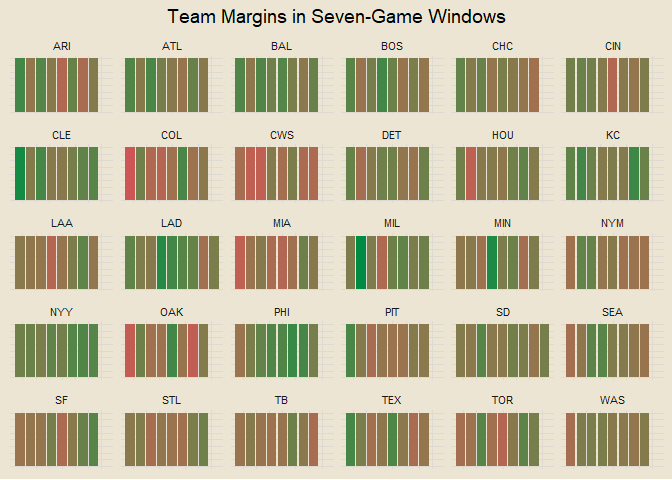 Team Margins in Seven-Game Windows
ARI ATL BAL BOS CHC CIN
CLE COL CWS DET HOU KC
LAA LAD MIA MIL MIN NYM
NYY OAK PHI PIT SD SEA
SF STL TB TEX TOR WAS